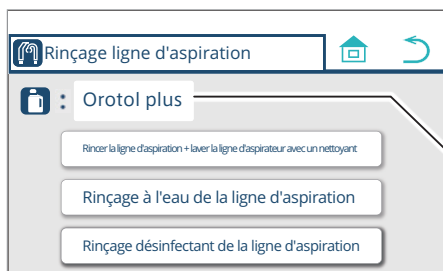 Rinçage ligne d'aspiration
: Orotol plus
Rincer la ligne d'aspiration + laver la ligne d'aspirateur avec un nettoyant
Rinçage à l'eau de la ligne d'aspiration
Rinçage désinfectant de la ligne d'aspiration